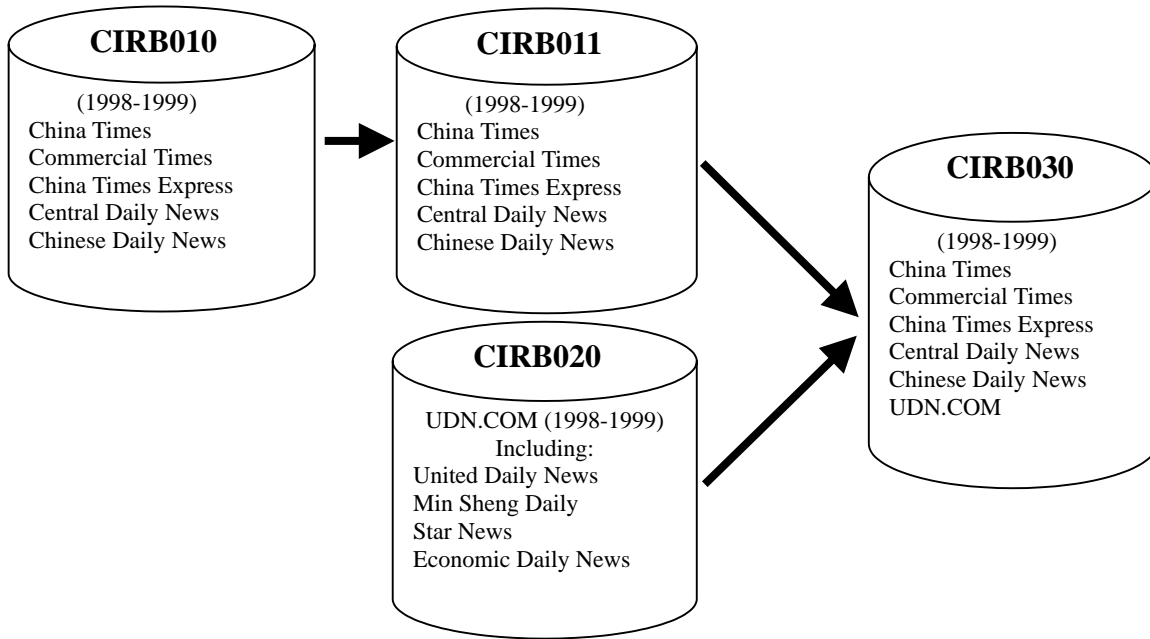 CIRB010
(1998-1999)
China Times
Commercial Times
China Times Express
Central Daily News
Chinese Daily News
CIRB011
(1998-1999)
China Times
Commercial Times
China Times Express
Central Daily News
Chinese Daily News
CIRB020
UDN.COM (1998-1999)
Including:
United Daily News
Min Sheng Daily
Star News
Economic Daily News
CIRB030
(1998-1999)
China Times
Commercial Times
China Times Express
Central Daily News
Chinese Daily News
UDN.COM